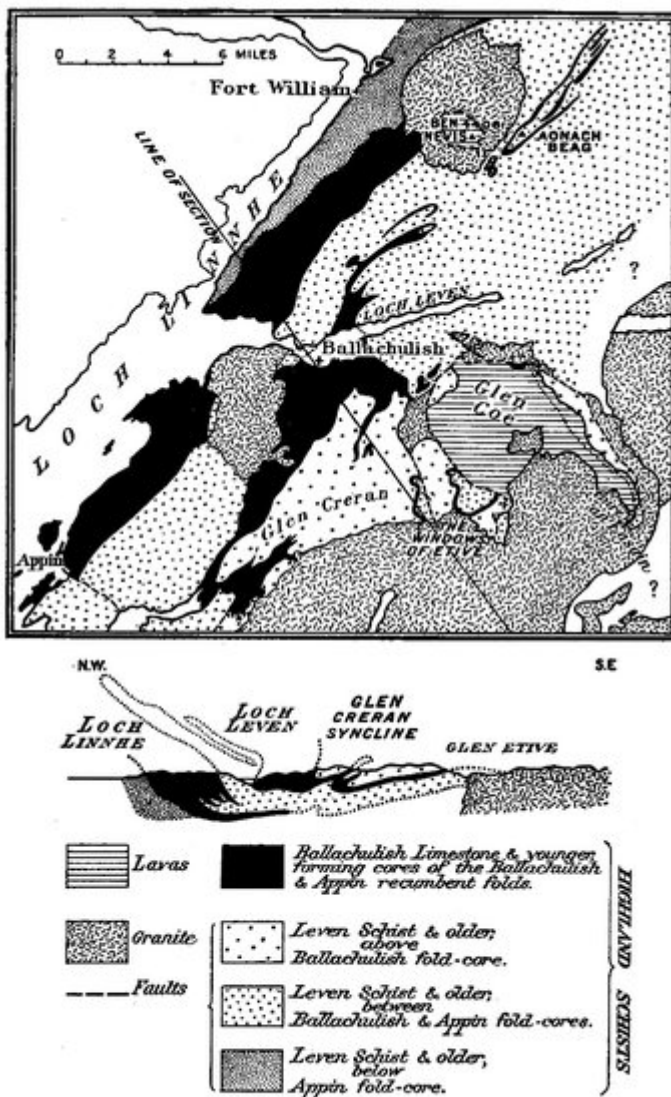 0 2 4 6 MILES
Fort William
BEN NEVIS
AONACH BEAG
LINE OF SECTION
LOCH LINNHE
LOCH LEVEN
Ballachulish
?
Glen Coe
Glen Creran
WINDOWS
OF ETIVE
Appin
?
N.W. S.E
LOCH LINNHE
LOCH LEVEN
GLEN CRERAN SYNCLINE
GLEN ETIVE
Lavas
Ballachulish Limestone & younger,
forming cores of the Ballachulish
& Appin recumbent folds.
Granite
Leven Schist & older,
above
Ballachulish fold-core.
Faults
Leven Schist & older,
between
Ballachulish & Appin fold-cores.
Leven Schist & older,
below
Appin fold-core.
HIGHLAND SCHISTS